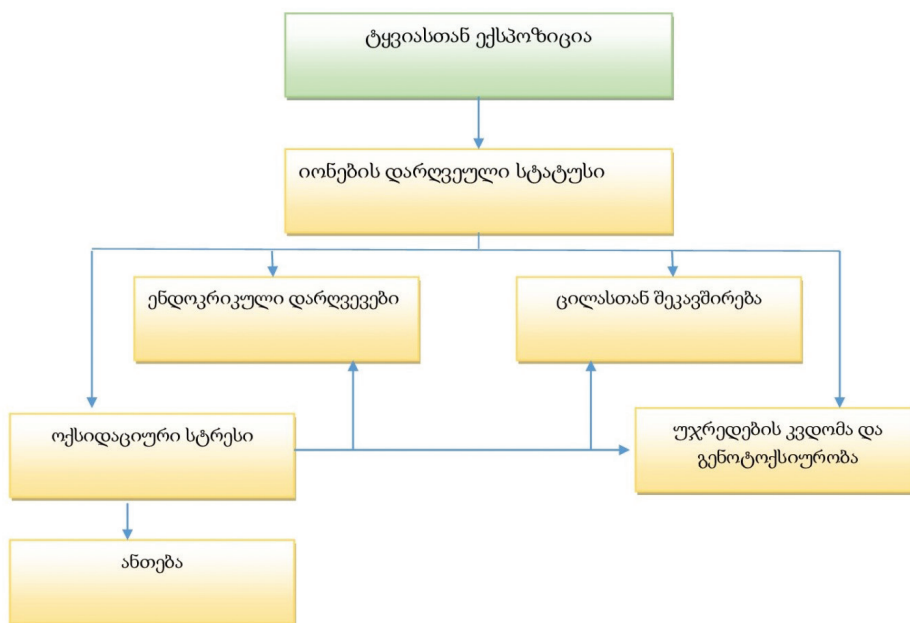 ტყვიასთან ექსპოზიცია
იონების დარღვეული სტატუსი
ენდოკრიკული დარღვევები
ცილასთან შეკავშირება
ოქსიდაციური სტრესი
უჯრედების კვდომა და
გენოტოქსიურობა
ანთება